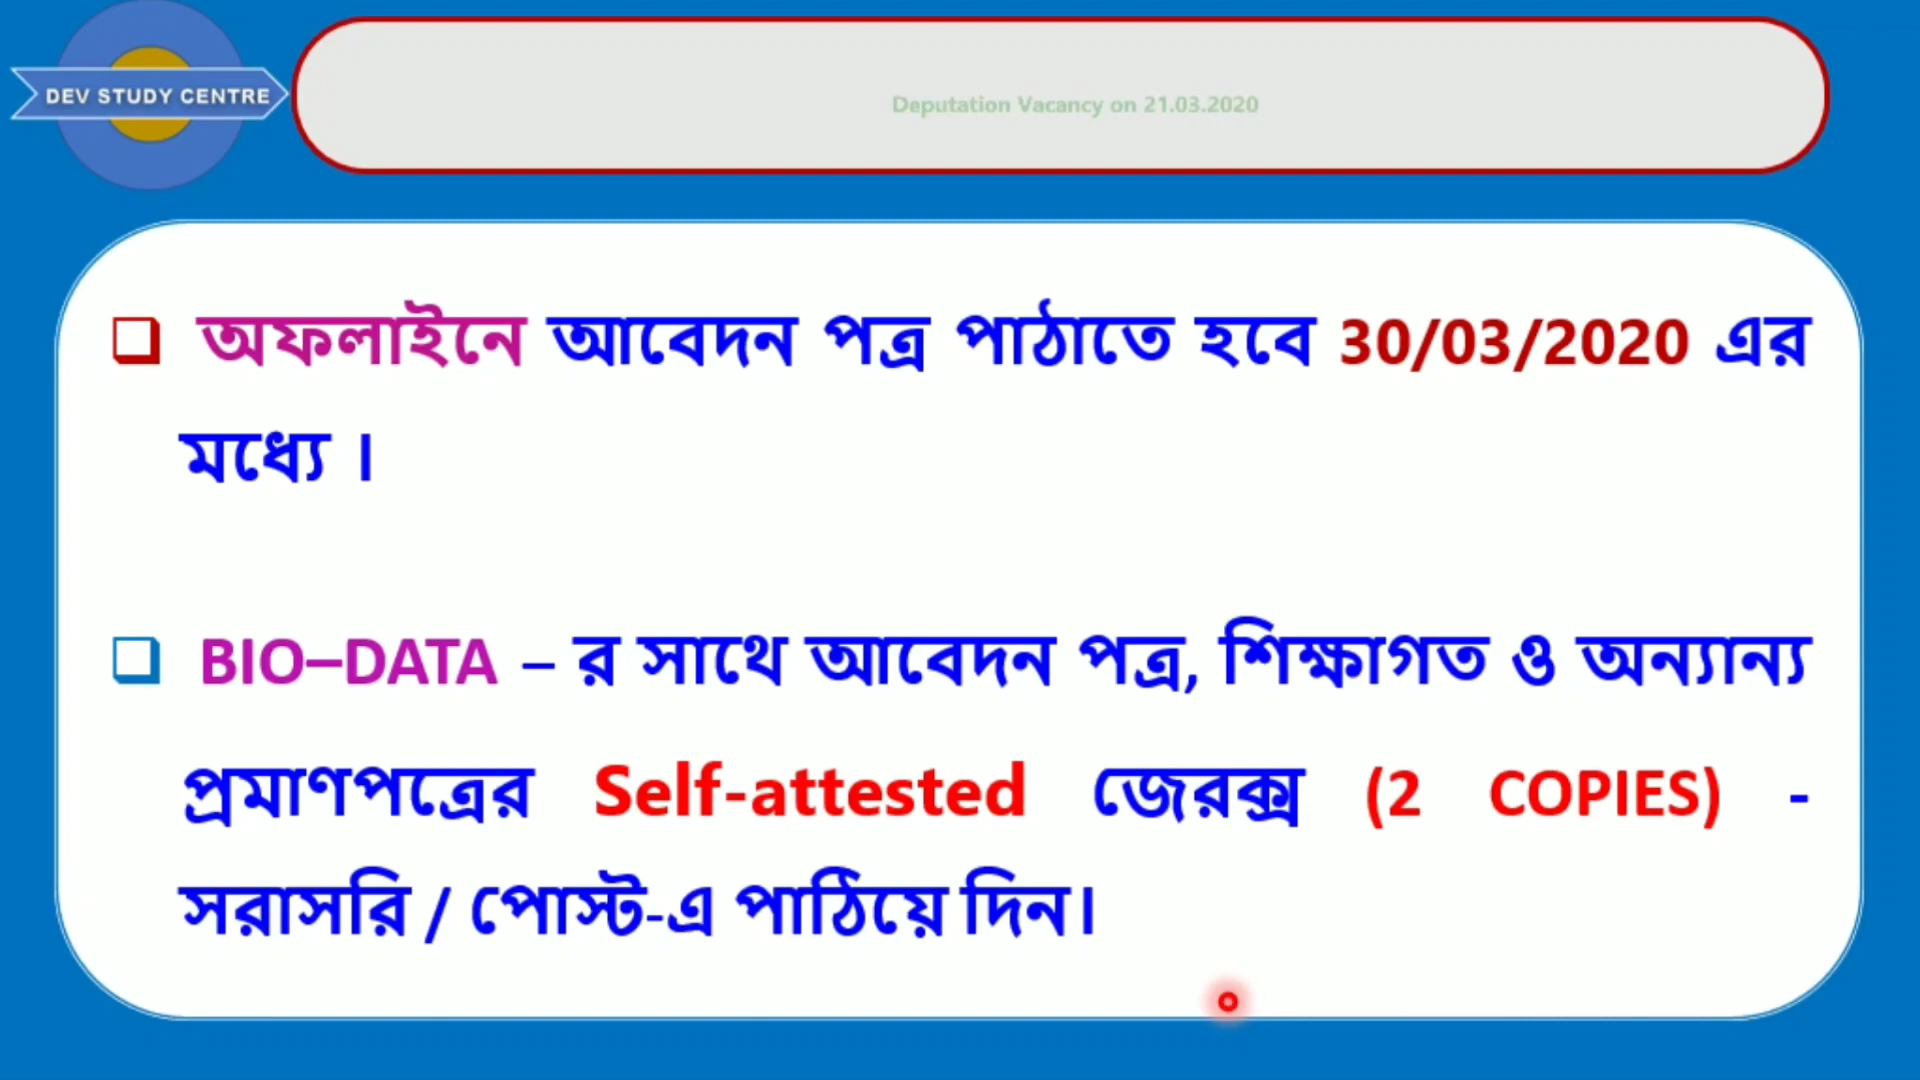 DEV STUDY CENTRE
Deputation Vacancy on 21.03.2020
অফলাইনে আবেদন পত্র পাঠাতে হবে 30/03/2020 এর
মধ্যে ।
BIO–DATA – র সাথে আবেদন পত্র, শিক্ষাগত ও অন্যান্য
প্রমাণপত্রের Self-attested জেরক্স (2 COPIES) -
সরাসরি / পোস্ট-এ পাঠিয়ে দিন।